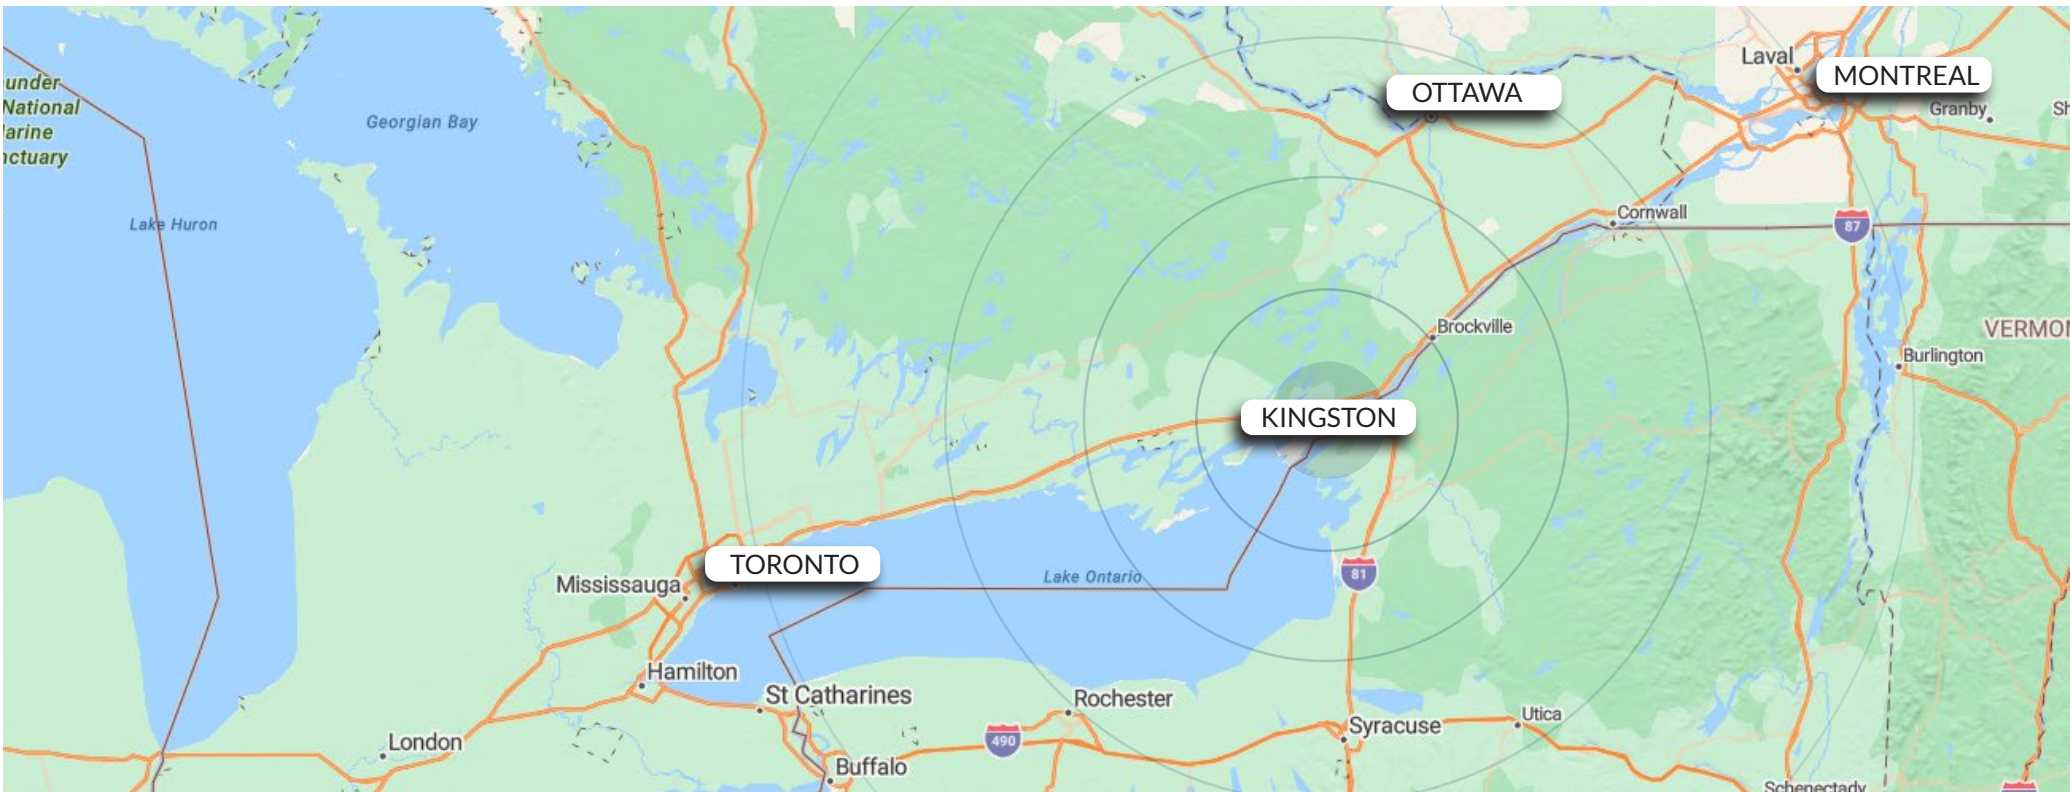 Laval
MONTREAL
OTTAWA
under
National
arine
nctuary
Granby
Sh
Georgian Bay
Lake Huron
Cornwall
87
Brockville
VERMO
Burlington
KINGSTON
TORONTO
Lake Ontario
81
Mississauga
Hamilton
St Catharines
Rochester
Utica
Syracuse
490
London
Buffalo
Schenectady